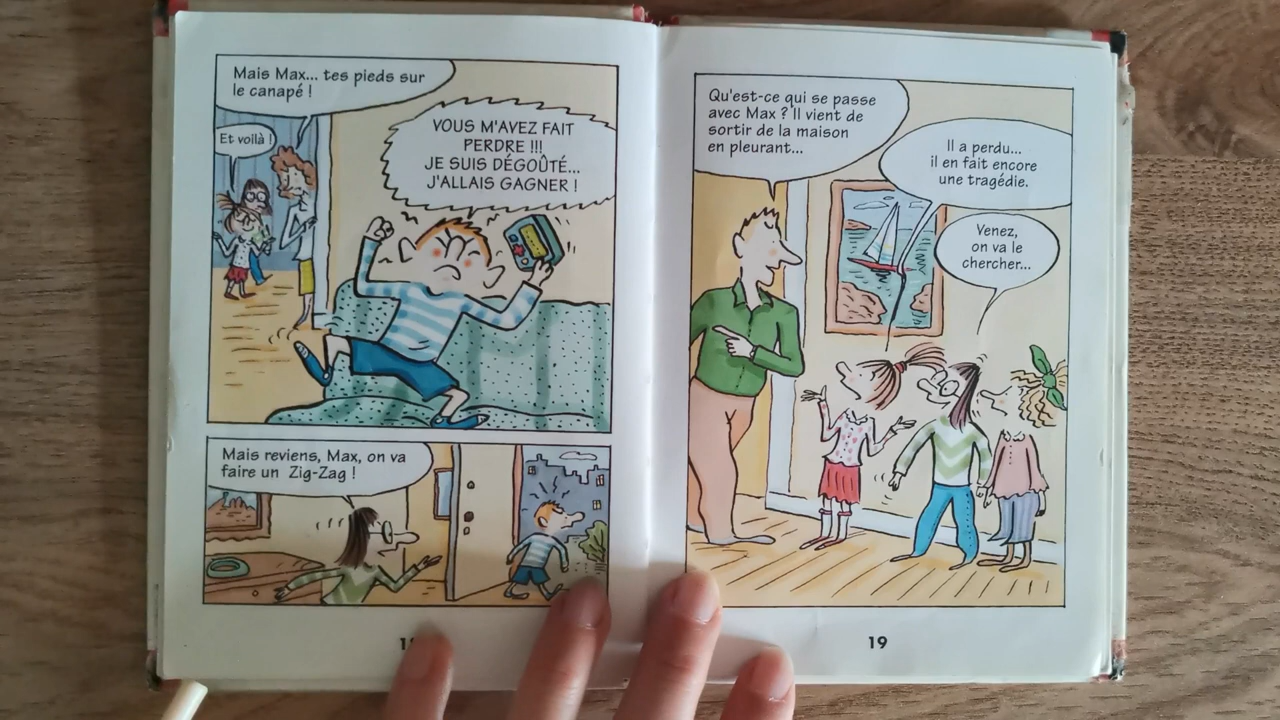 Mais Max... tes pieds sur
le canapé !
Et voilà !
VOUS M'AVEZ FAIT
PERDRE !!!
JE SUIS DÉGOÛTÉ...
J'ALLAIS GAGNER !
Mais reviens, Max, on va
faire un Zig-Zag !
Qu'est-ce qui se passe
avec Max ? Il vient de
sortir de la maison
en pleurant...
Il a perdu...
il en fait encore
une tragédie.
Venez,
on va le
chercher...
19